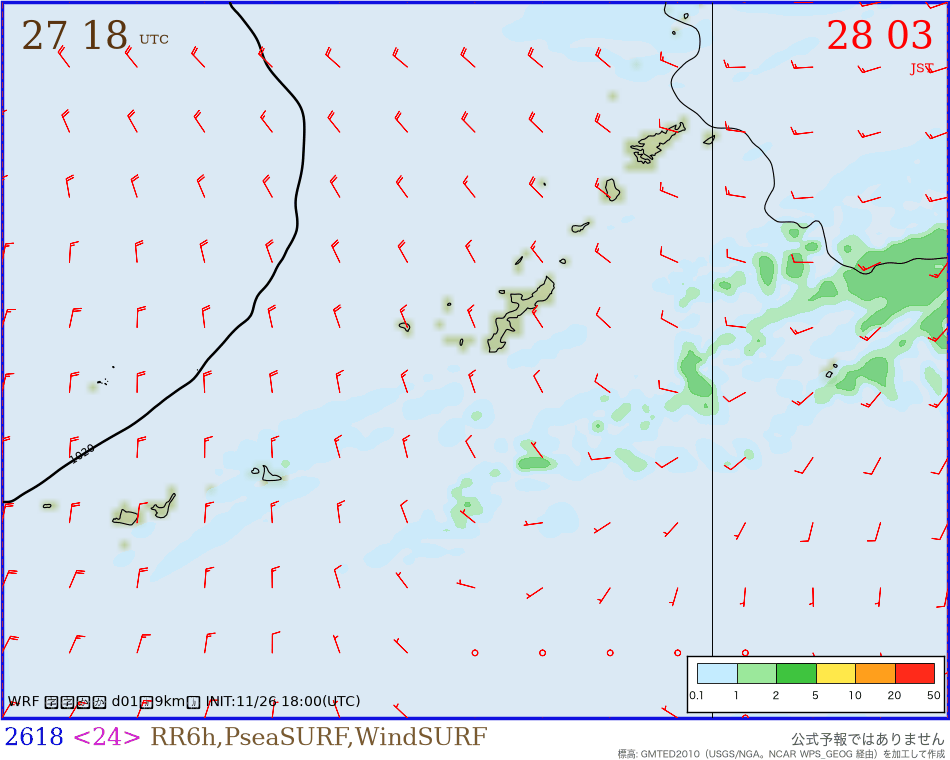 27 18 UTC
28 03
JST
1020
WRF d01 9km INIT:11/26 18:00(UTC)
0.1 1 2 5 10 20 50
2618 <24> RR6h,PseaSURF,WindSURF
公式予報ではありません
標高: GMTED2010（USGS/NGA。NCAR WPS_GEOG 経由）を加工して作成